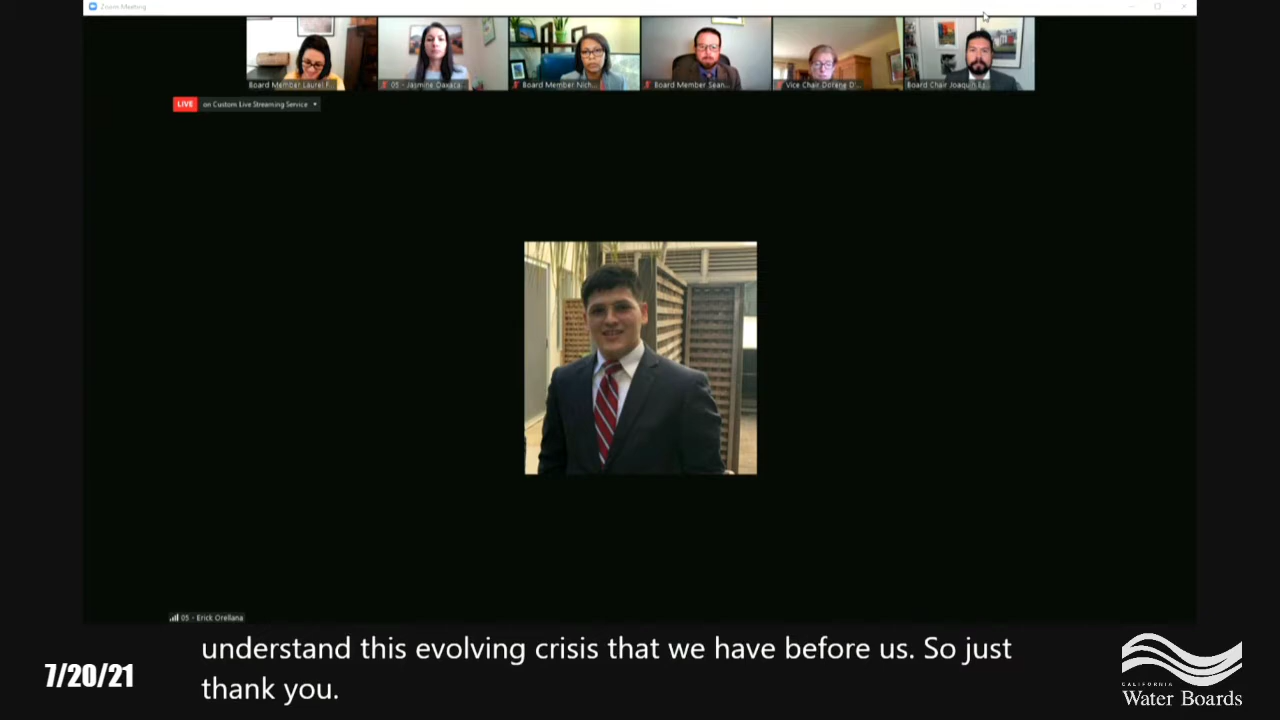 Zoom Meeting
Board Member Laurel F...
05 - Jasmine Oaxaca...
Board Member Nich...
Board Member Sean...
Vice Chair Dorene D'...
Board Chair Joaquin Es...
LIVE on Custom Live Streaming Service
05 - Erick Orellana
understand this evolving crisis that we have before us. So just
thank you.
7/20/21
CALIFORNIA
Water Boards